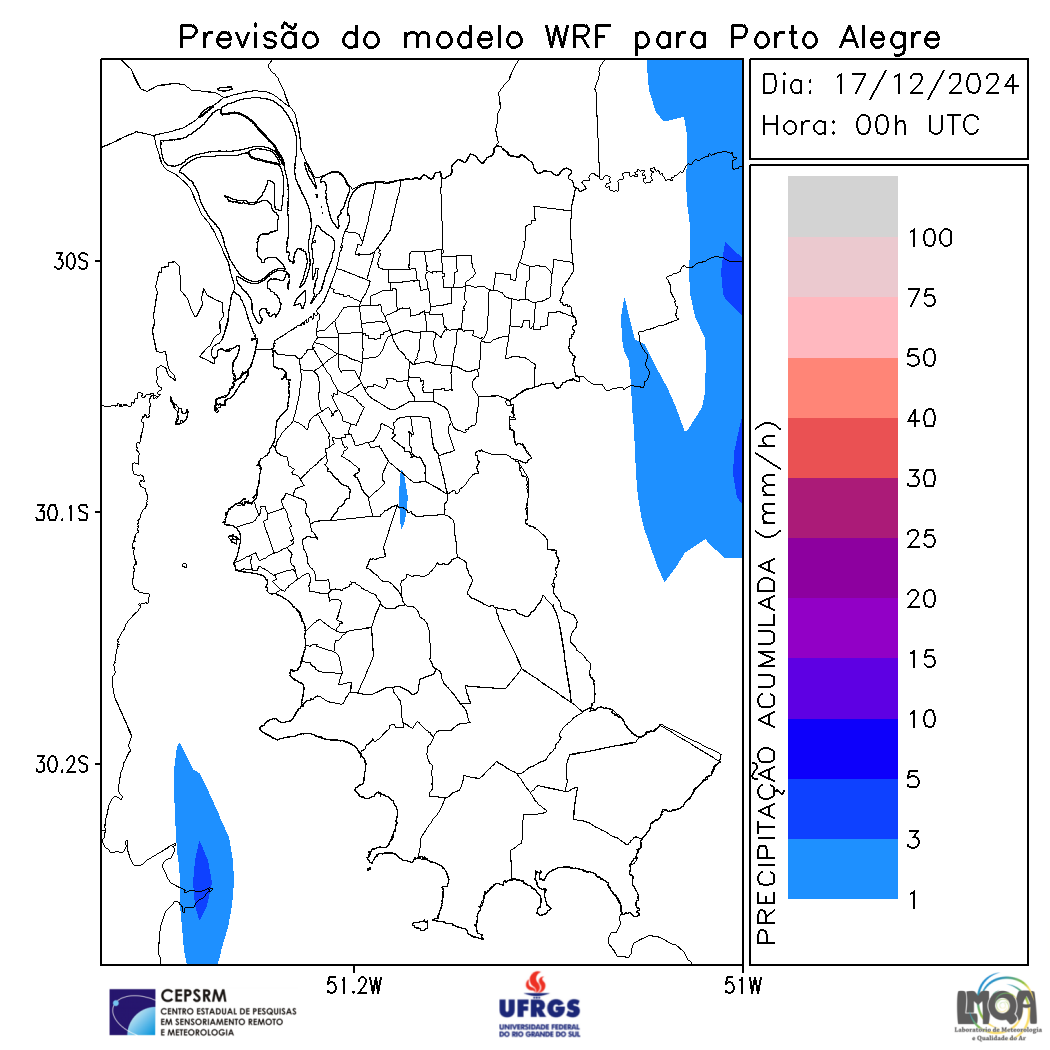 Previsão do modelo WRF para Porto Alegre
Dia: 17/12/2024
Hora: 00h UTC
30S
30.1S
30.2S
51.2W
51W
PRECIPITAÇÃO ACUMULADA (mm/h)
100
75
50
40
30
25
20
15
10
5
3
1
CEPSRM
CENTRO ESTADUAL DE PESQUISAS
EM SENSORIAMENTO REMOTO
E METEOROLOGIA
UFRGS
UNIVERSIDADE FEDERAL
DO RIO GRANDE DO SUL
LMQA
Laboratório de Meteorologia
e Qualidade do Ar